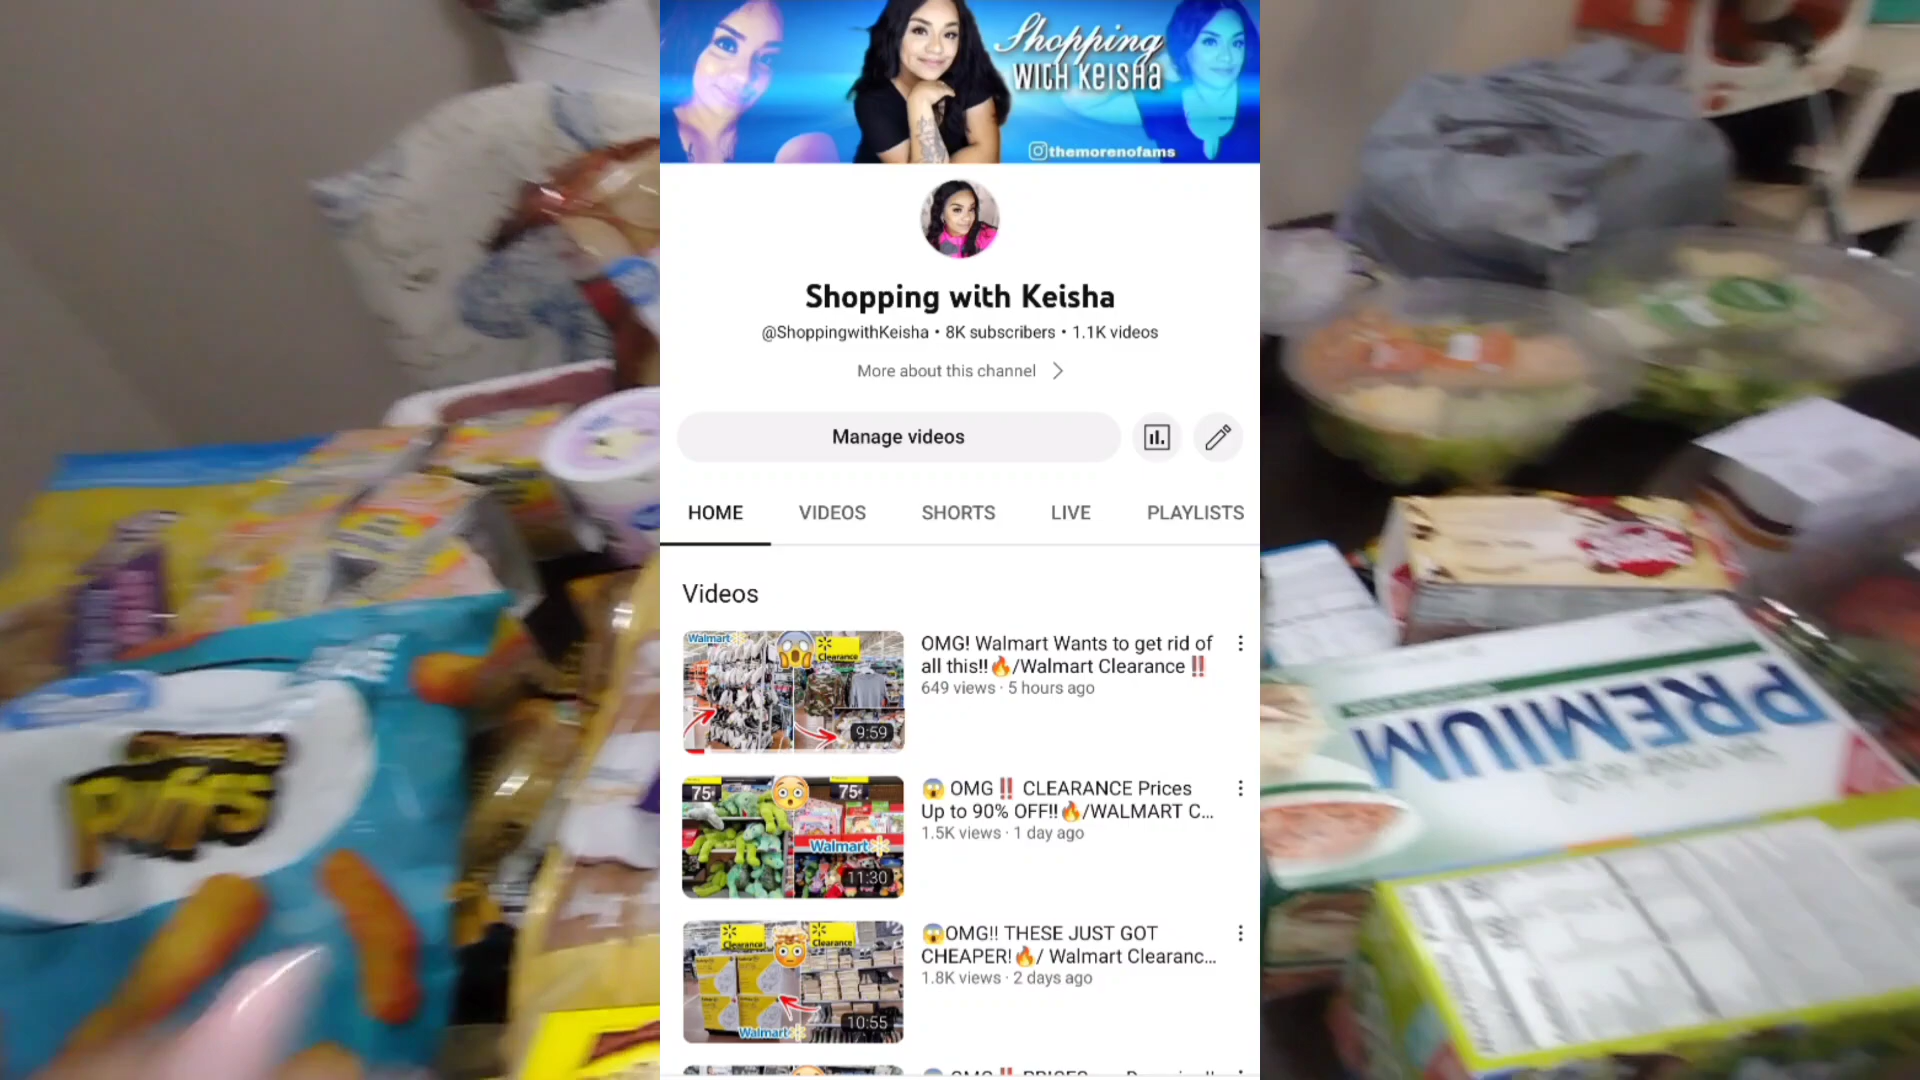 Shopping
WITH KEISHA
themorenofams
Shopping with Keisha
@ShoppingwithKeisha • 8K subscribers • 1.1K videos
More about this channel
Manage videos
HOME VIDEOS SHORTS LIVE PLAYLISTS
Videos
Walmart
Clearance
9:59
OMG! Walmart Wants to get rid of
all this!!🔥/Walmart Clearance‼️
649 views · 5 hours ago
75¢
75¢
Walmart
11:30
😱 OMG‼️ CLEARANCE Prices
Up to 90% OFF!!🔥/WALMART C...
1.5K views · 1 day ago
Clearance!
Clearance
Walmart
10:55
😱OMG!! THESE JUST GOT
CHEAPER!🔥/ Walmart Clearanc...
1.8K views · 2 days ago
Puffs
PREMIUM